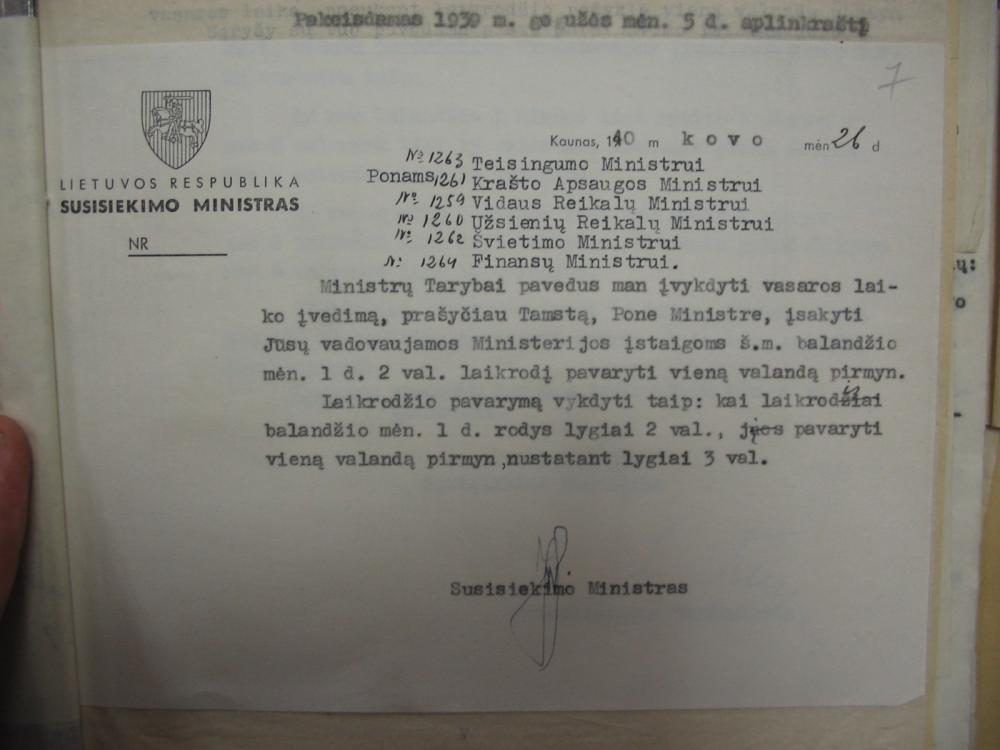 Pakeisdamas 1939 m. gegužės mėn. 5 d. aplinkraštį
7
Kaunas, 1940 m kovo mėn 26 d
LIETUVOS RESPUBLIKA
SUSISIEKIMO MINISTRAS
NR
№ 1263 Teisingumo Ministrui
Ponams 1261 Krašto Apsaugos Ministrui
№ 1259 Vidaus Reikalų Ministrui
№ 1260 Užsienių Reikalų Ministrui
№ 1262 Švietimo Ministrui
№ 1264 Finansų Ministrui.
Ministrų Tarybai pavedus man įvykdyti vasaros lai-
ko įvedimą, prašyčiau Tamstą, Pone Ministre, įsakyti
Jūsų vadovaujamos Ministerijos įstaigoms š.m. balandžio
mėn. 1 d. 2 val. laikrodį pavaryti vieną valandą pirmyn.
Laikrodžio pavarymą vykdyti taip: kai laikrodis
balandžio mėn. 1 d. rodys lygiai 2 val., jį pavaryti
vieną valandą pirmyn, nustatant lygiai 3 val.
Susisiekimo Ministras
ų:
o